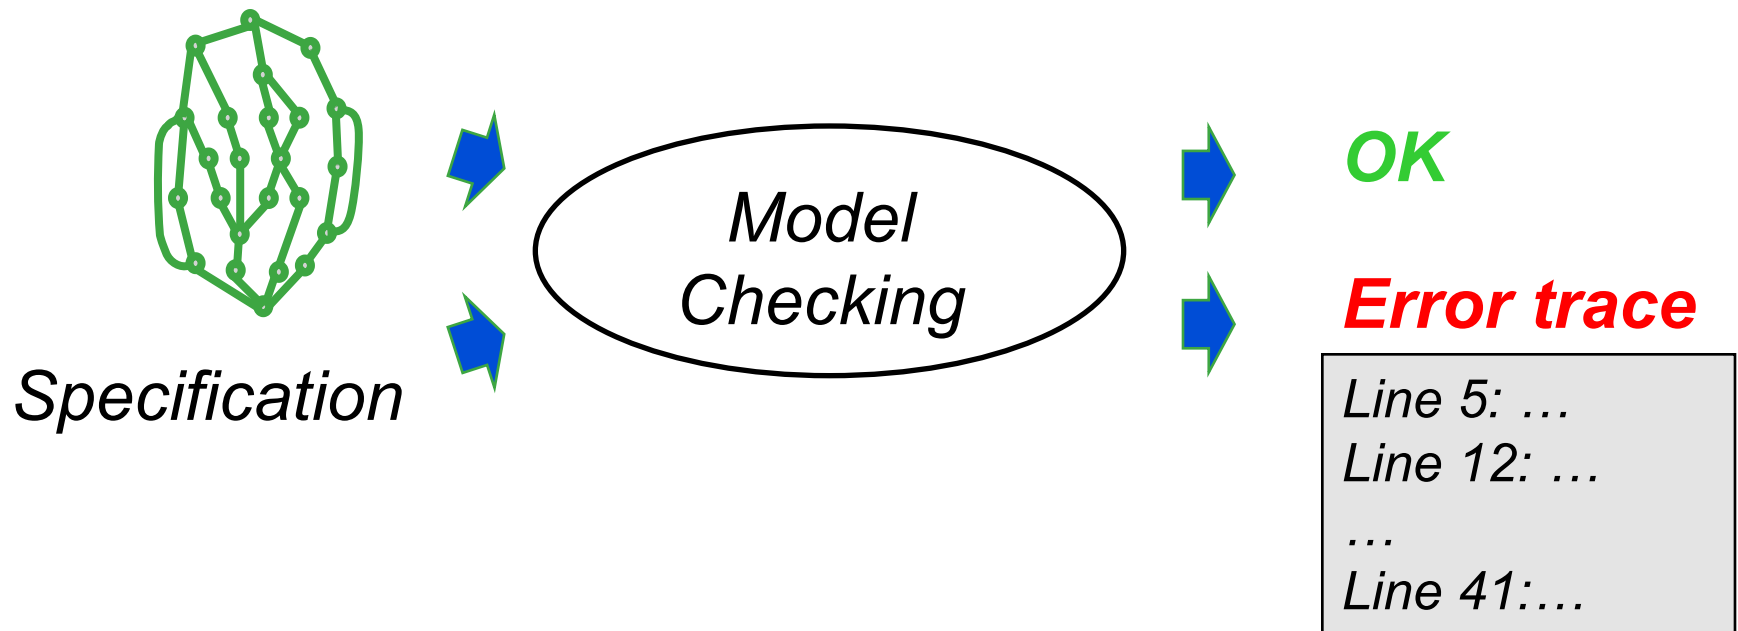 Specification
Model
Checking
OK
Error trace
Line 5: …
Line 12: …
…
Line 41:…